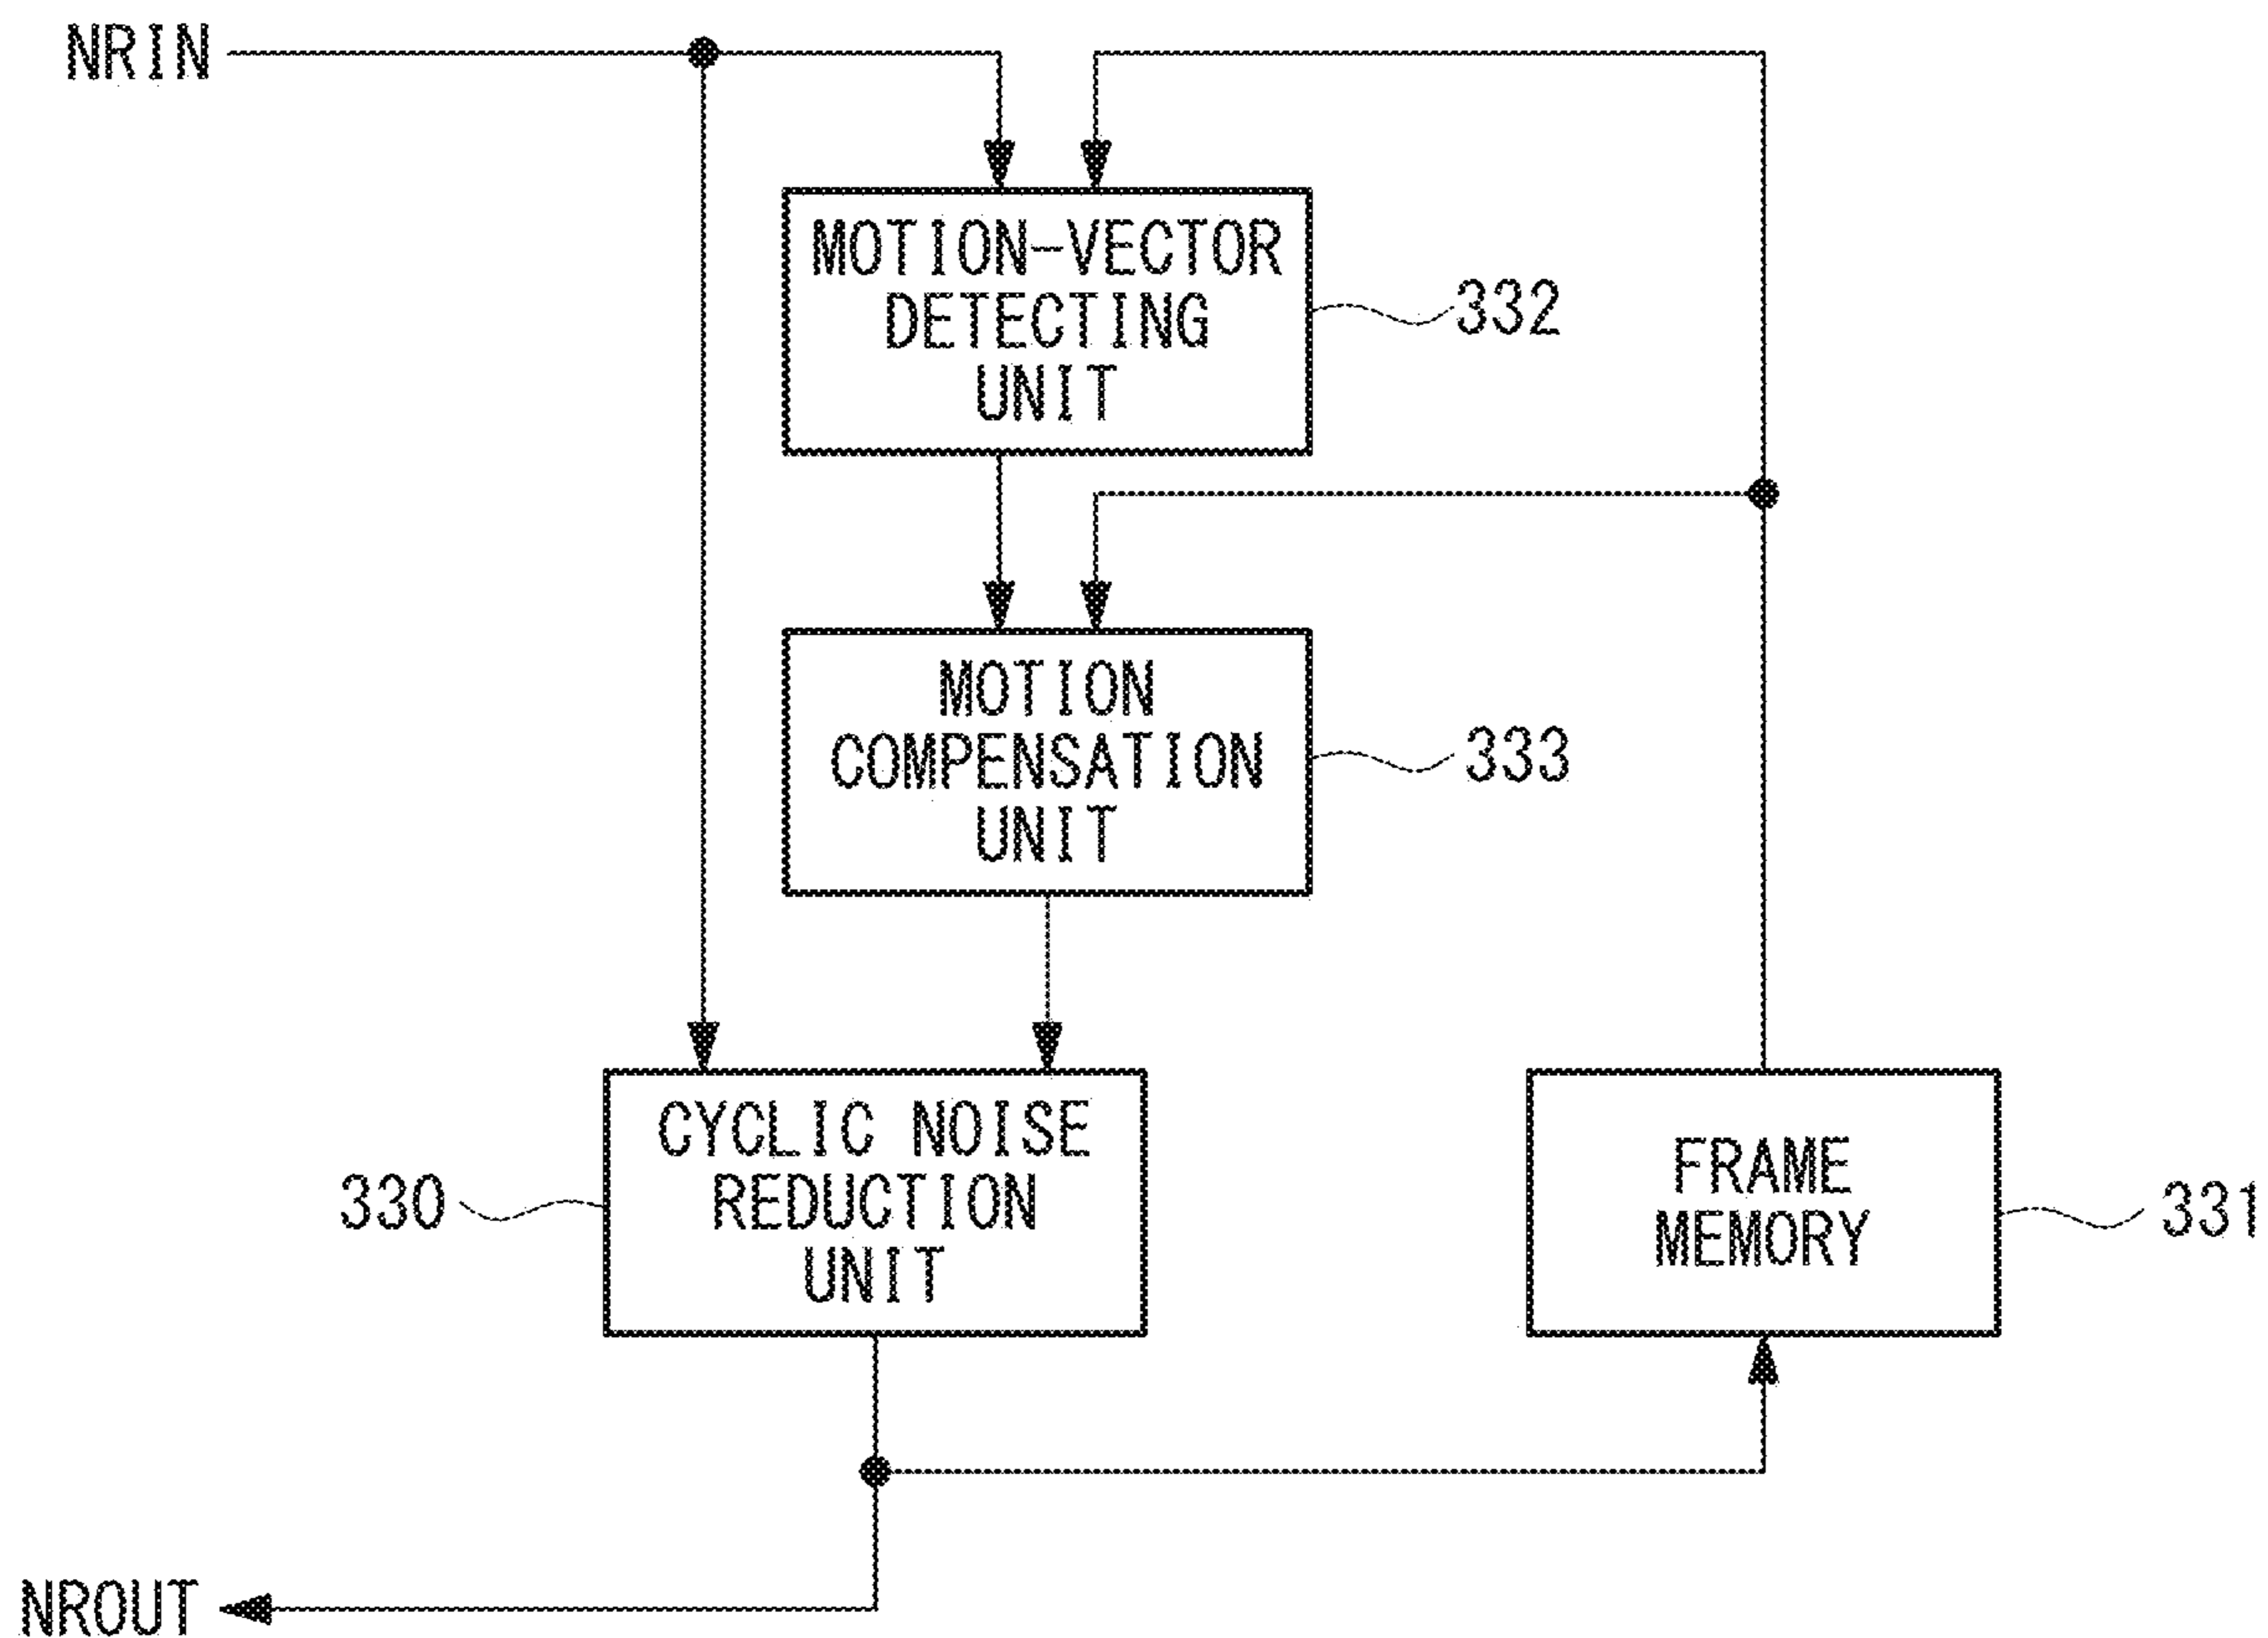 NRIN
MOTION-VECTOR
DETECTING
UNIT
332
MOTION
COMPENSATION
UNIT
333
CYCLIC NOISE
REDUCTION
UNIT
330
FRAME
MEMORY
331
NROUT